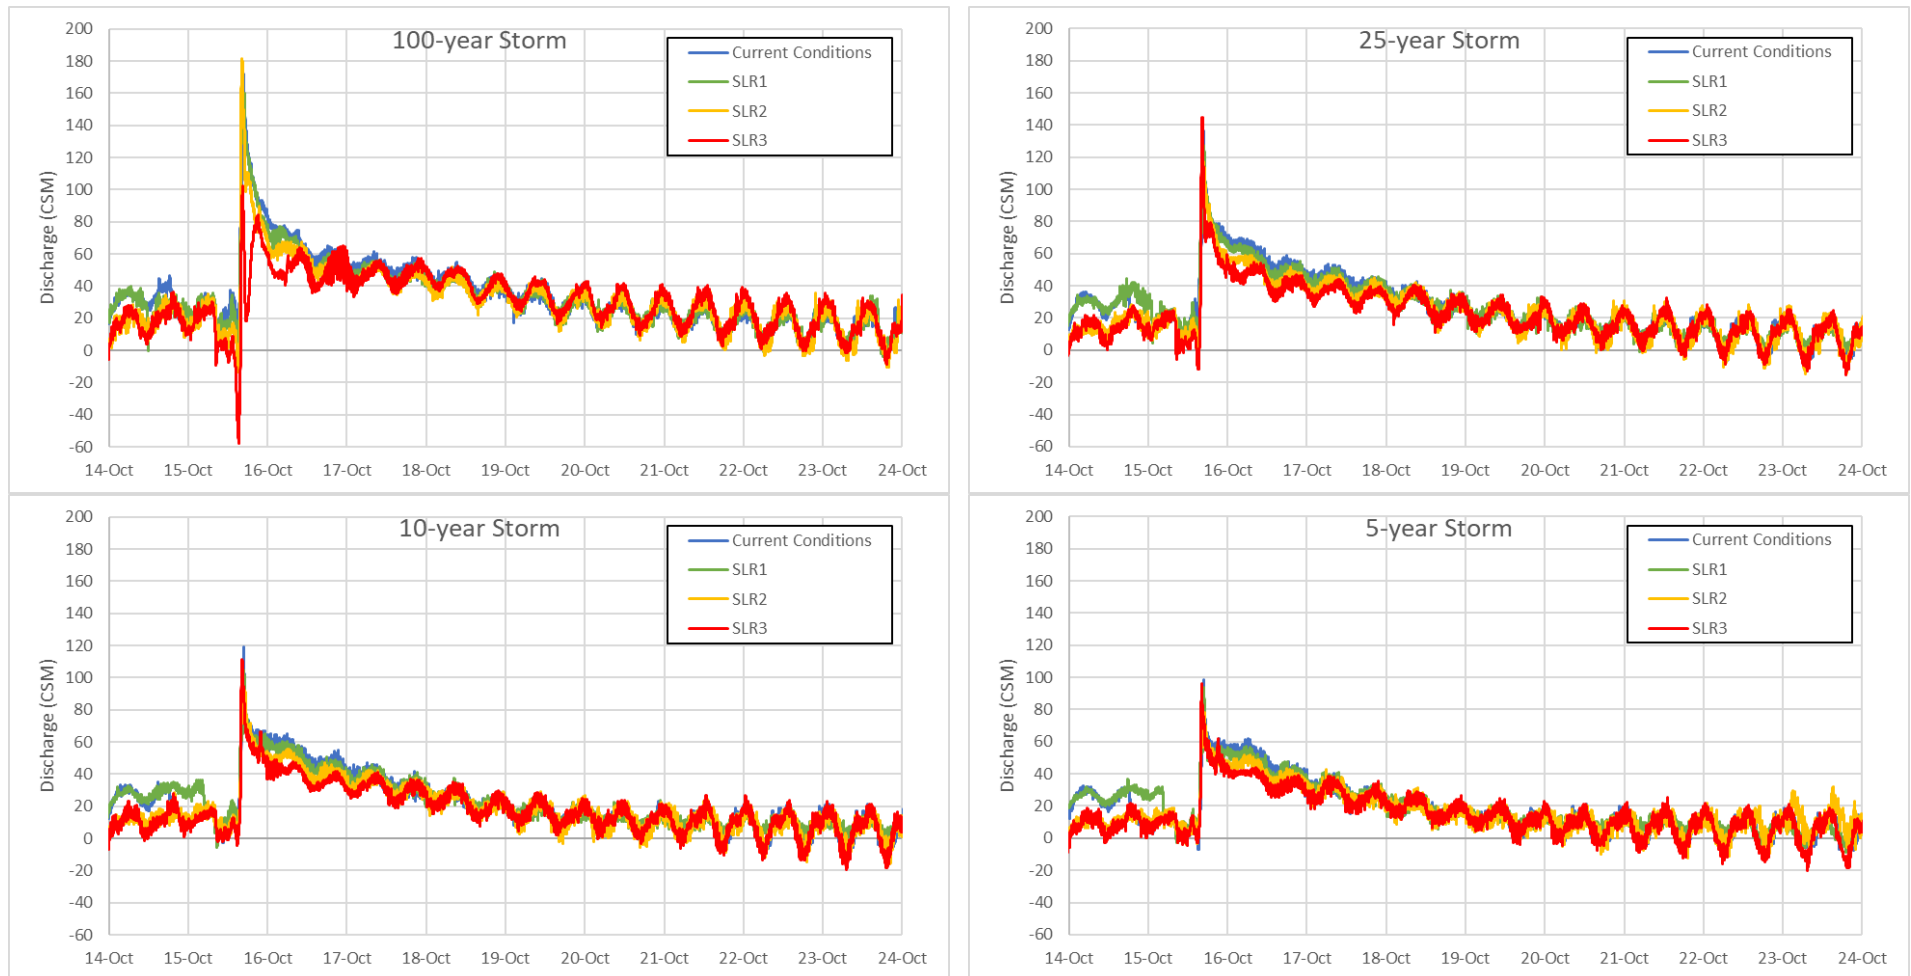 100-year Storm
Current Conditions
SLR1
SLR2
SLR3
Discharge (CSM)
200
180
160
140
120
100
80
60
40
20
0
-20
-40
-60
14-Oct 15-Oct 16-Oct 17-Oct 18-Oct 19-Oct 20-Oct 21-Oct 22-Oct 23-Oct 24-Oct
25-year Storm
Current Conditions
SLR1
SLR2
SLR3
Discharge (CSM)
200
180
160
140
120
100
80
60
40
20
0
-20
-40
-60
14-Oct 15-Oct 16-Oct 17-Oct 18-Oct 19-Oct 20-Oct 21-Oct 22-Oct 23-Oct 24-Oct
10-year Storm
Current Conditions
SLR1
SLR2
SLR3
Discharge (CSM)
200
180
160
140
120
100
80
60
40
20
0
-20
-40
-60
14-Oct 15-Oct 16-Oct 17-Oct 18-Oct 19-Oct 20-Oct 21-Oct 22-Oct 23-Oct 24-Oct
5-year Storm
Current Conditions
SLR1
SLR2
SLR3
Discharge (CSM)
200
180
160
140
120
100
80
60
40
20
0
-20
-40
-60
14-Oct 15-Oct 16-Oct 17-Oct 18-Oct 19-Oct 20-Oct 21-Oct 22-Oct 23-Oct 24-Oct